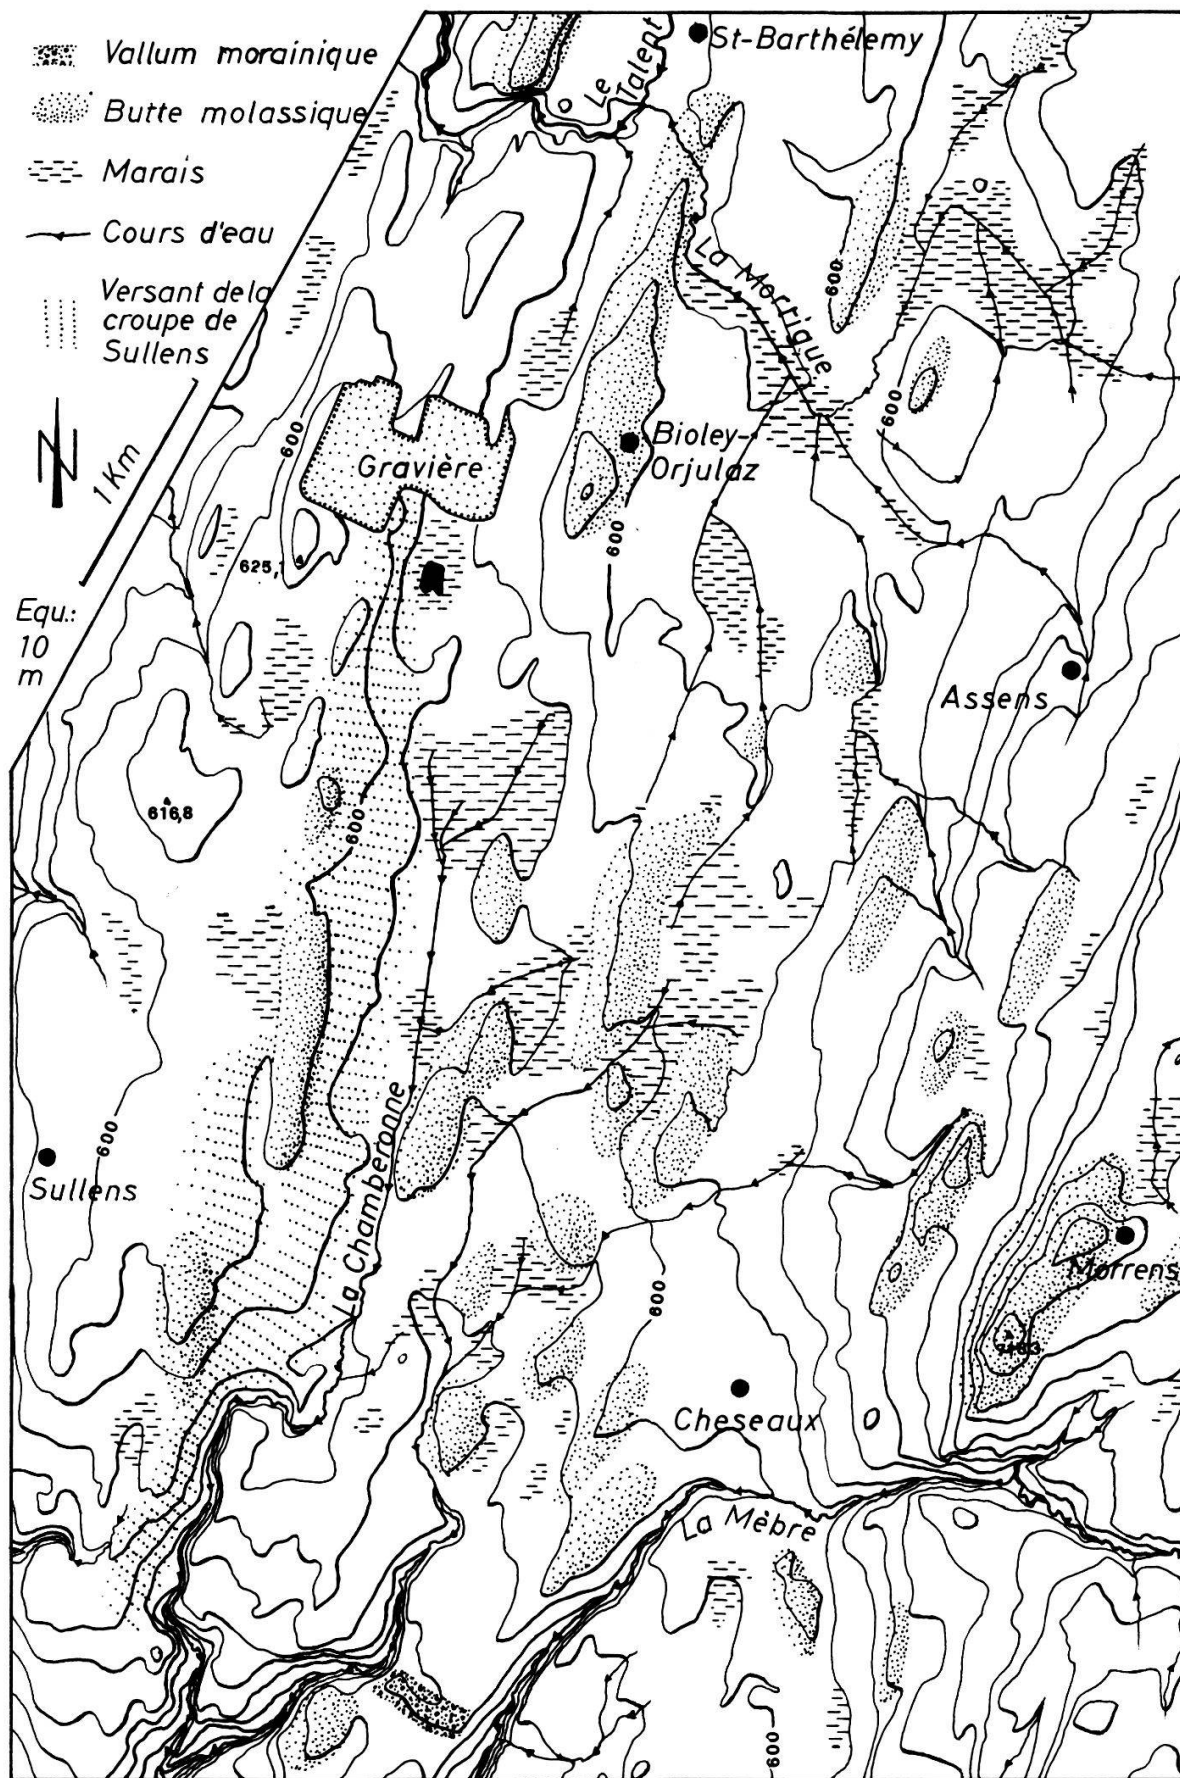 Vallum morainique
Butte molassique
Marais
Cours d'eau
Versant de la
croupe de
Sullens
N
1 Km
Equ.:
10
m
St-Barthélemy
Le
Talent
La Mortigue
600
600
600
Gravière
Bioley-
Orjulaz
600
625,1
Assens
616,8
600
La Chamberonne
600
Sullens
Morrens
600
Cheseaux
La Mèbre
600